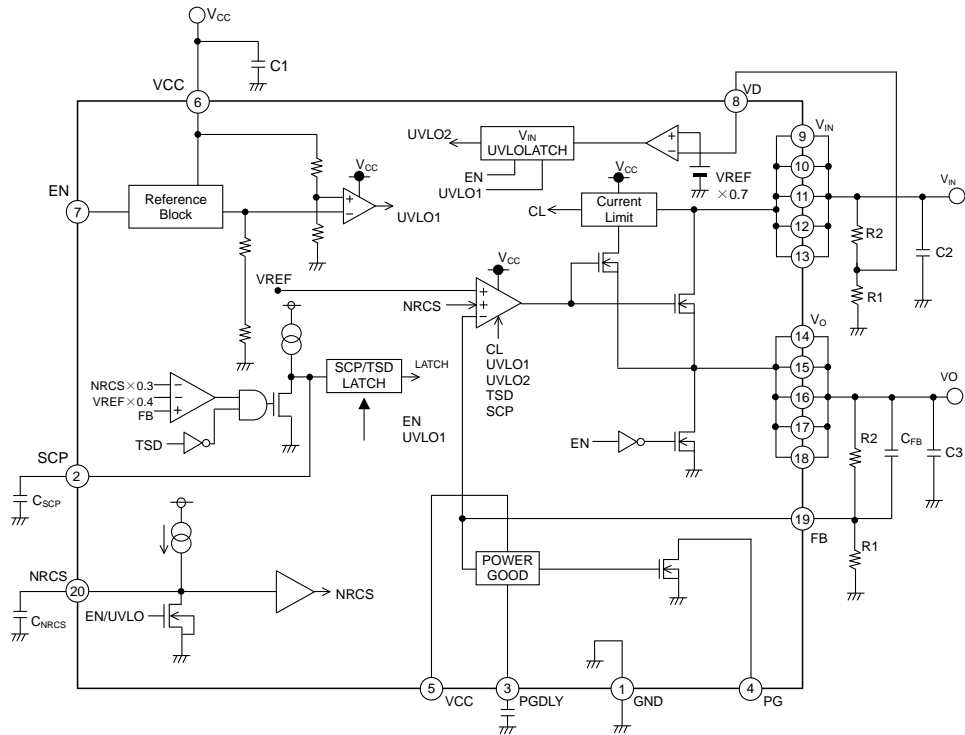 VCC
C1
VCC
6
VD
8
VIN
9
10
11
12
13
VIN
UVLO2
VIN
UVLOLATCH
EN
UVLO1
VREF
×0.7
EN
7
Reference
Block
VCC
UVLO1
VCC
CL
Current
Limit
R2
C2
R1
VREF
NRCS
VCC
CL
UVLO1
UVLO2
TSD
SCP
VO
14
15
16
17
18
VO
SCP/TSD
LATCH
LATCH
EN
UVLO1
NRCS×0.3
VREF×0.4
FB
TSD
EN
R2
CFB
C3
SCP
2
CSCP
19
FB
R1
POWER
GOOD
NRCS
20
CNRCS
NRCS
EN/UVLO
5
VCC
3
PGDLY
1
GND
4
PG